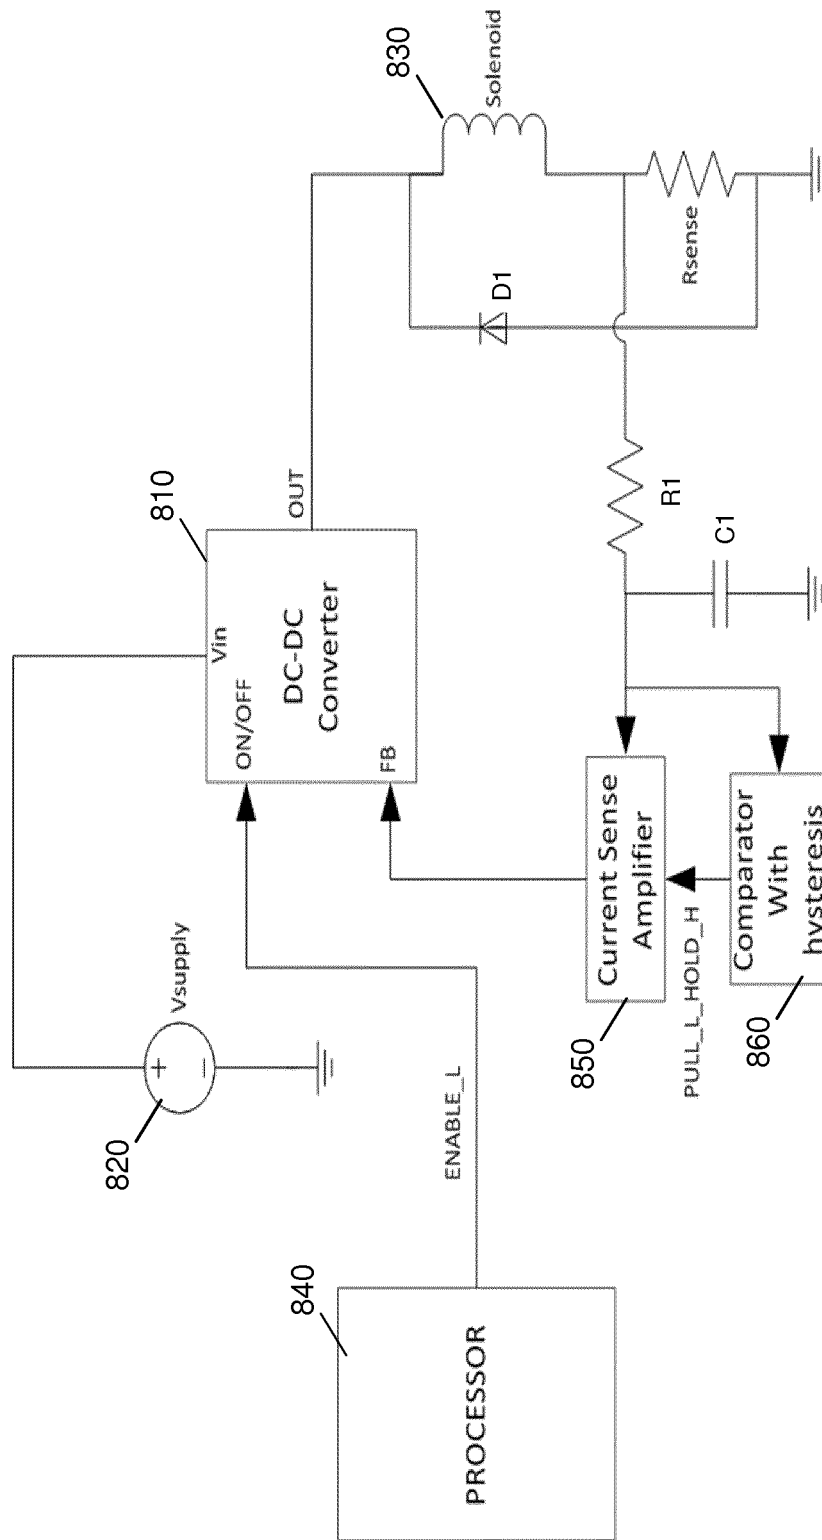 830
Solenoid
Rsense
D1
810
OUT
Vin
ON/OFF
DC-DC
Converter
FB
R1
C1
820
Vsupply
+
−
ENABLE_L
Current Sense
Amplifier
850
PULL_L_HOLD_H
Comparator
With
hysteresis
860
840
PROCESSOR